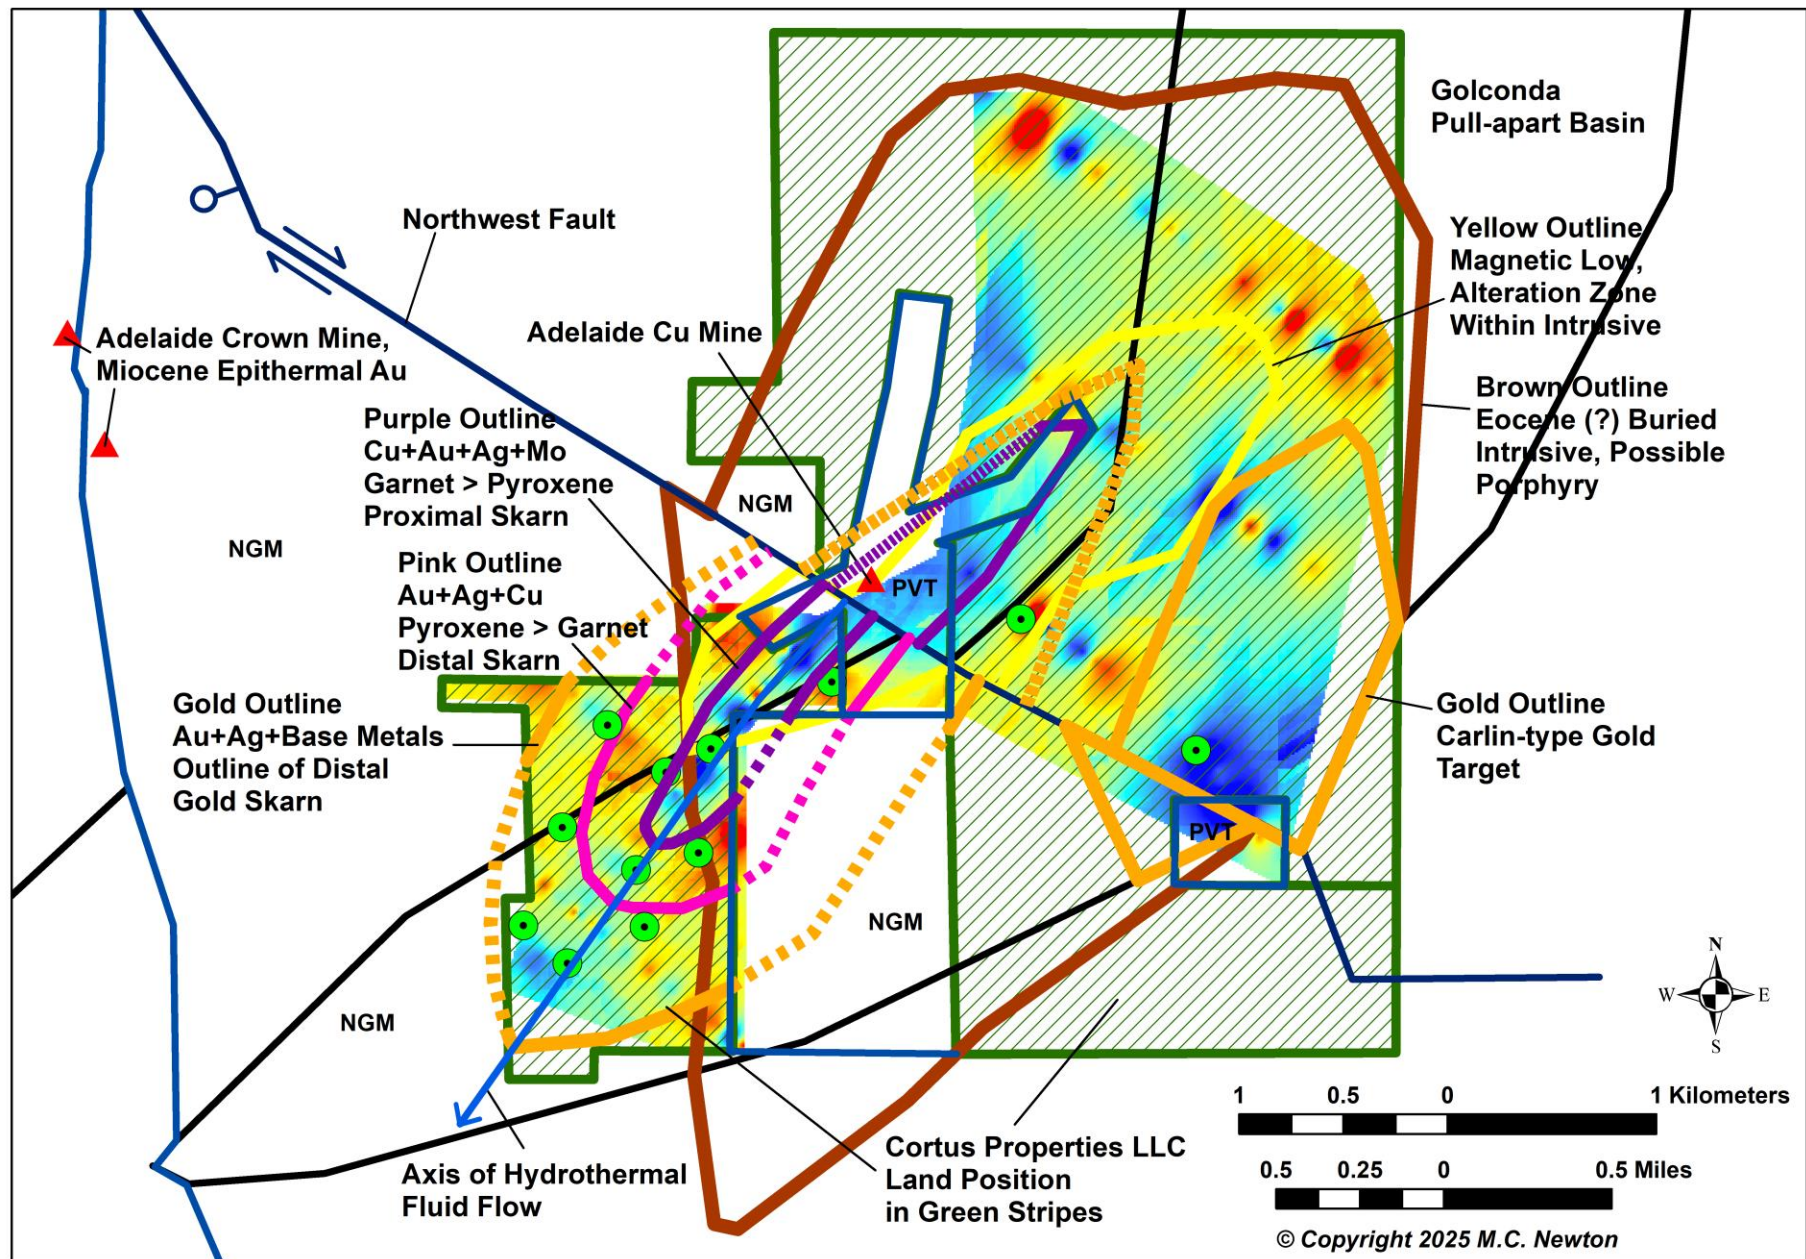 Golconda
Pull-apart Basin
Northwest Fault
Yellow Outline
Magnetic Low,
Alteration Zone
Within Intrusive
Adelaide Crown Mine,
Miocene Epithermal Au
Adelaide Cu Mine
Brown Outline
Eocene (?) Buried
Intrusive, Possible
Porphyry
Purple Outline
Cu+Au+Ag+Mo
Garnet > Pyroxene
Proximal Skarn
NGM
NGM
Pink Outline
Au+Ag+Cu
Pyroxene > Garnet
Distal Skarn
PVT
Gold Outline
Au+Ag+Base Metals
Outline of Distal
Gold Skarn
Gold Outline
Carlin-type Gold
Target
PVT
NGM
NGM
N
W E
S
Axis of Hydrothermal
Fluid Flow
Cortus Properties LLC
Land Position
in Green Stripes
1 0.5 0 1 Kilometers
0.5 0.25 0 0.5 Miles
© Copyright 2025 M.C. Newton